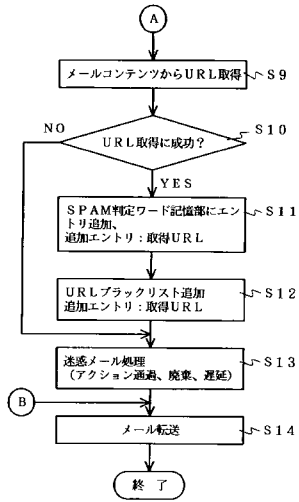 A
メールコンテンツからURL取得
S9
S10
NO
URL取得に成功?
YES
SPAM判定ワード記憶部にエン
トリ追加、
追加エントリ:取得URL
S11
URLブラックリスト追加
追加エントリ:取得URL
S12
迷惑メール処理
(アクション通過、廃棄、遅延)
S13
B
メール転送
S14
終了